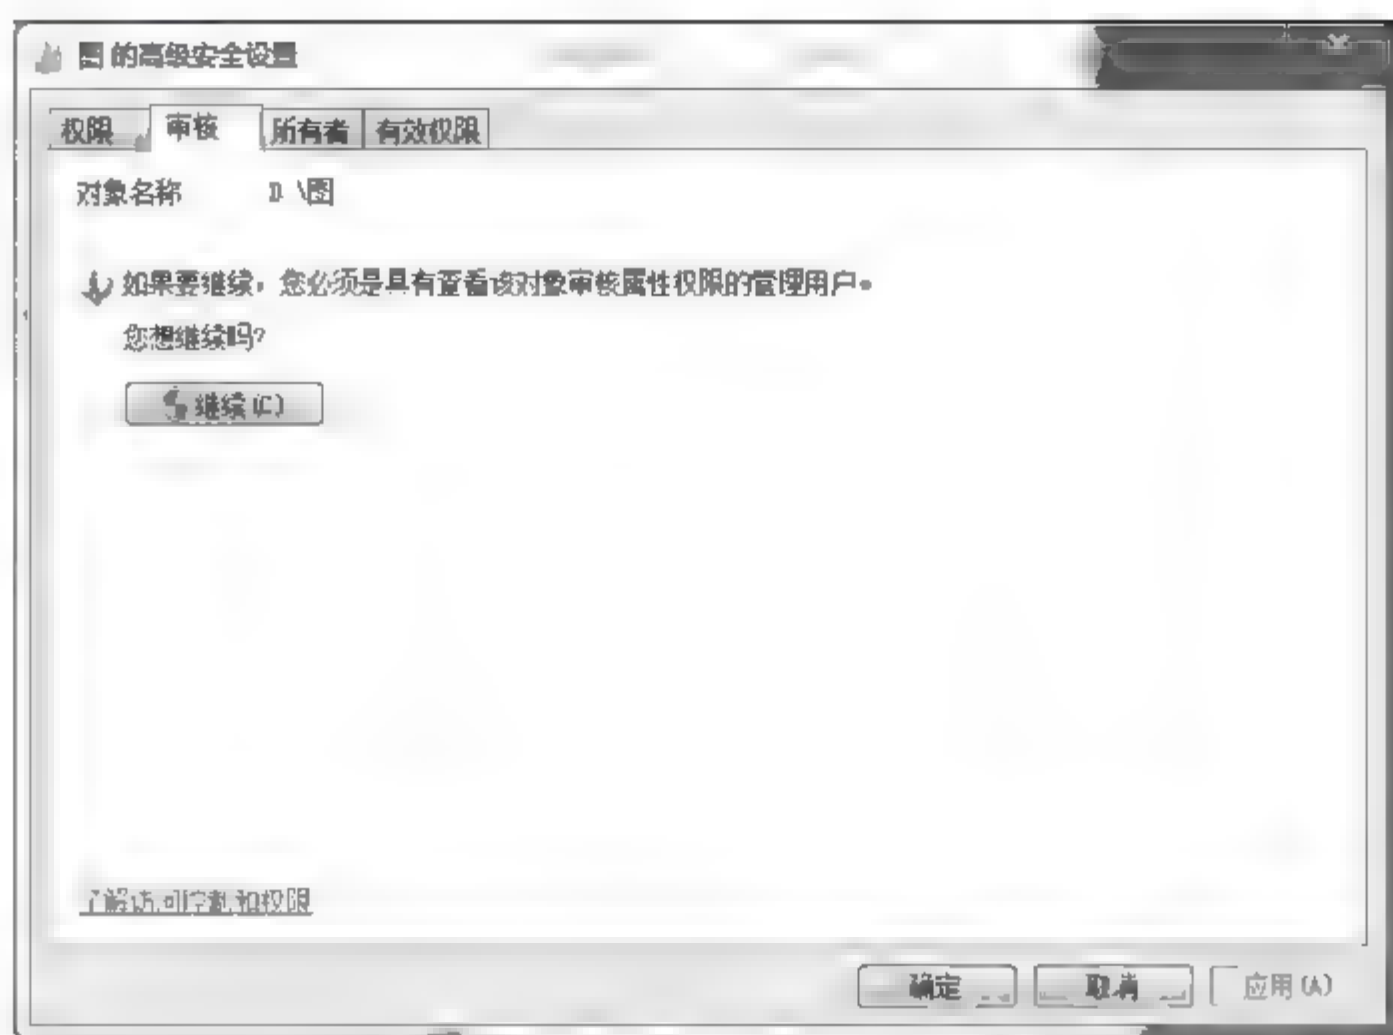 图 的高级安全设置
权限 审核 所有者 有效权限
对象名称 D \图
如果要继续，您必须是具有查看该对象审核属性权限的管理用户。
您想继续吗?
继续(C)
了解访问控制和权限
确定 取消 应用(A)